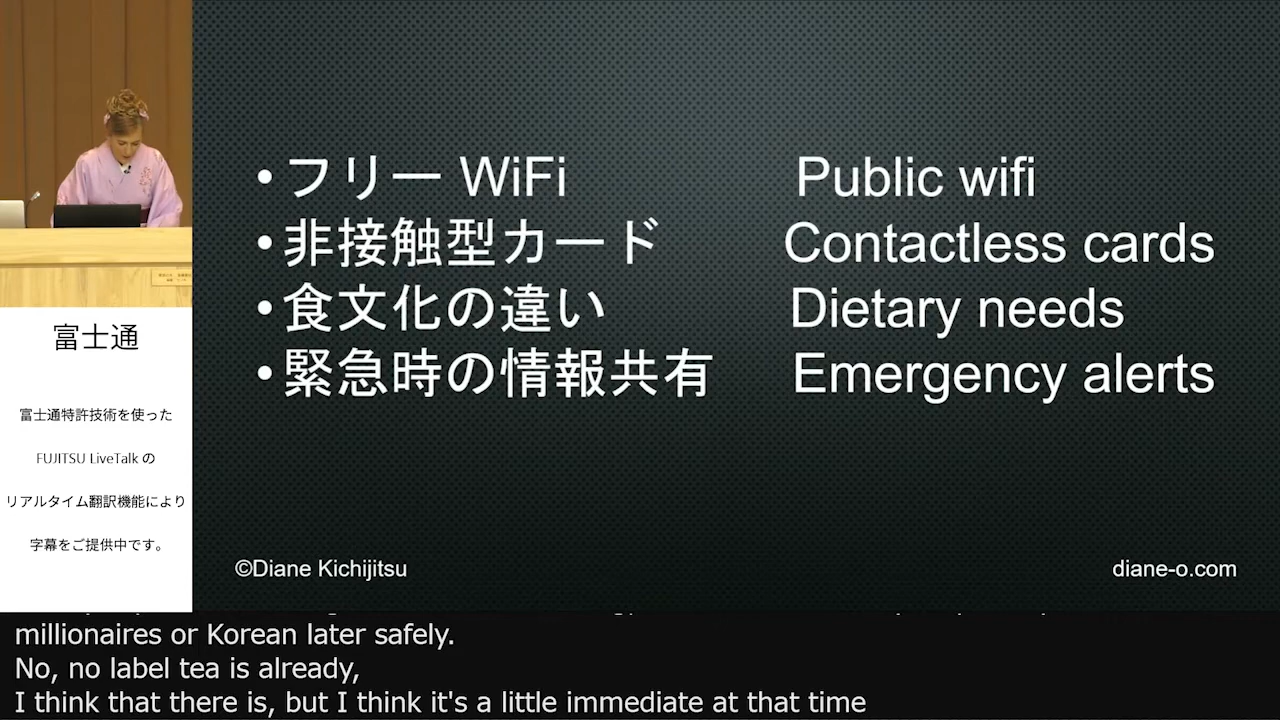 • フリー WiFi Public wifi
• 非接触型カード Contactless cards
• 食文化の違い Dietary needs
• 緊急時の情報共有 Emergency alerts
©Diane Kichijitsu
diane-o.com
富士通
富士通特許技術を使った
FUJITSU LiveTalk の
リアルタイム翻訳機能により
字幕をご提供中です。
millionaires or Korean later safely.
No, no label tea is already,
I think that there is, but I think it's a little immediate at that time